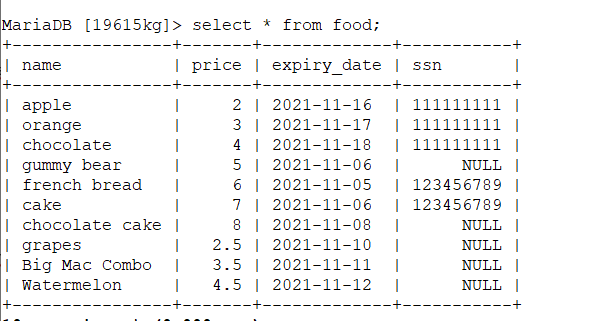 MariaDB [19615kg]> select * from food;
+----------------+-------+-------------+-----------+
| name           | price | expiry_date | ssn       |
+----------------+-------+-------------+-----------+
| apple          |     2 | 2021-11-16  | 111111111 |
| orange         |     3 | 2021-11-17  | 111111111 |
| chocolate      |     4 | 2021-11-18  | 111111111 |
| gummy bear     |     5 | 2021-11-06  |      NULL |
| french bread   |     6 | 2021-11-05  | 123456789 |
| cake           |     7 | 2021-11-06  | 123456789 |
| chocolate cake |     8 | 2021-11-08  |      NULL |
| grapes         |   2.5 | 2021-11-10  |      NULL |
| Big Mac Combo  |   3.5 | 2021-11-11  |      NULL |
| Watermelon     |   4.5 | 2021-11-12  |      NULL |
+----------------+-------+-------------+-----------+